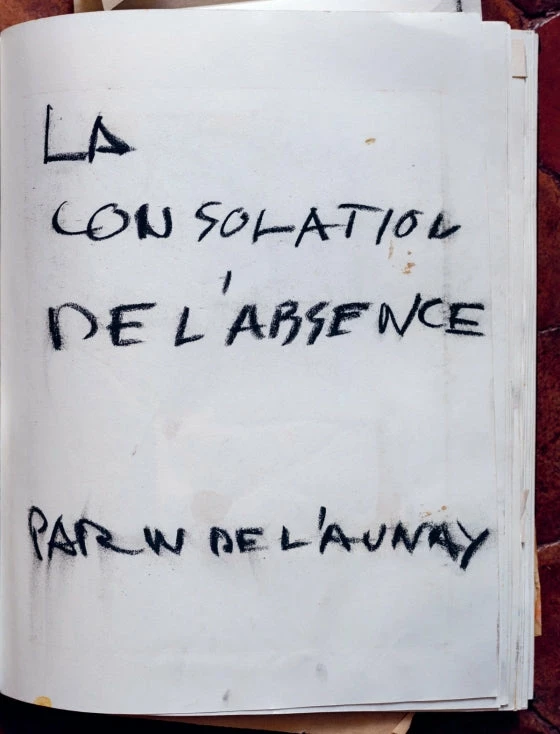 LA
CONSOLATION
DE L'ABSENCE
PAR W DE L'AUNAY